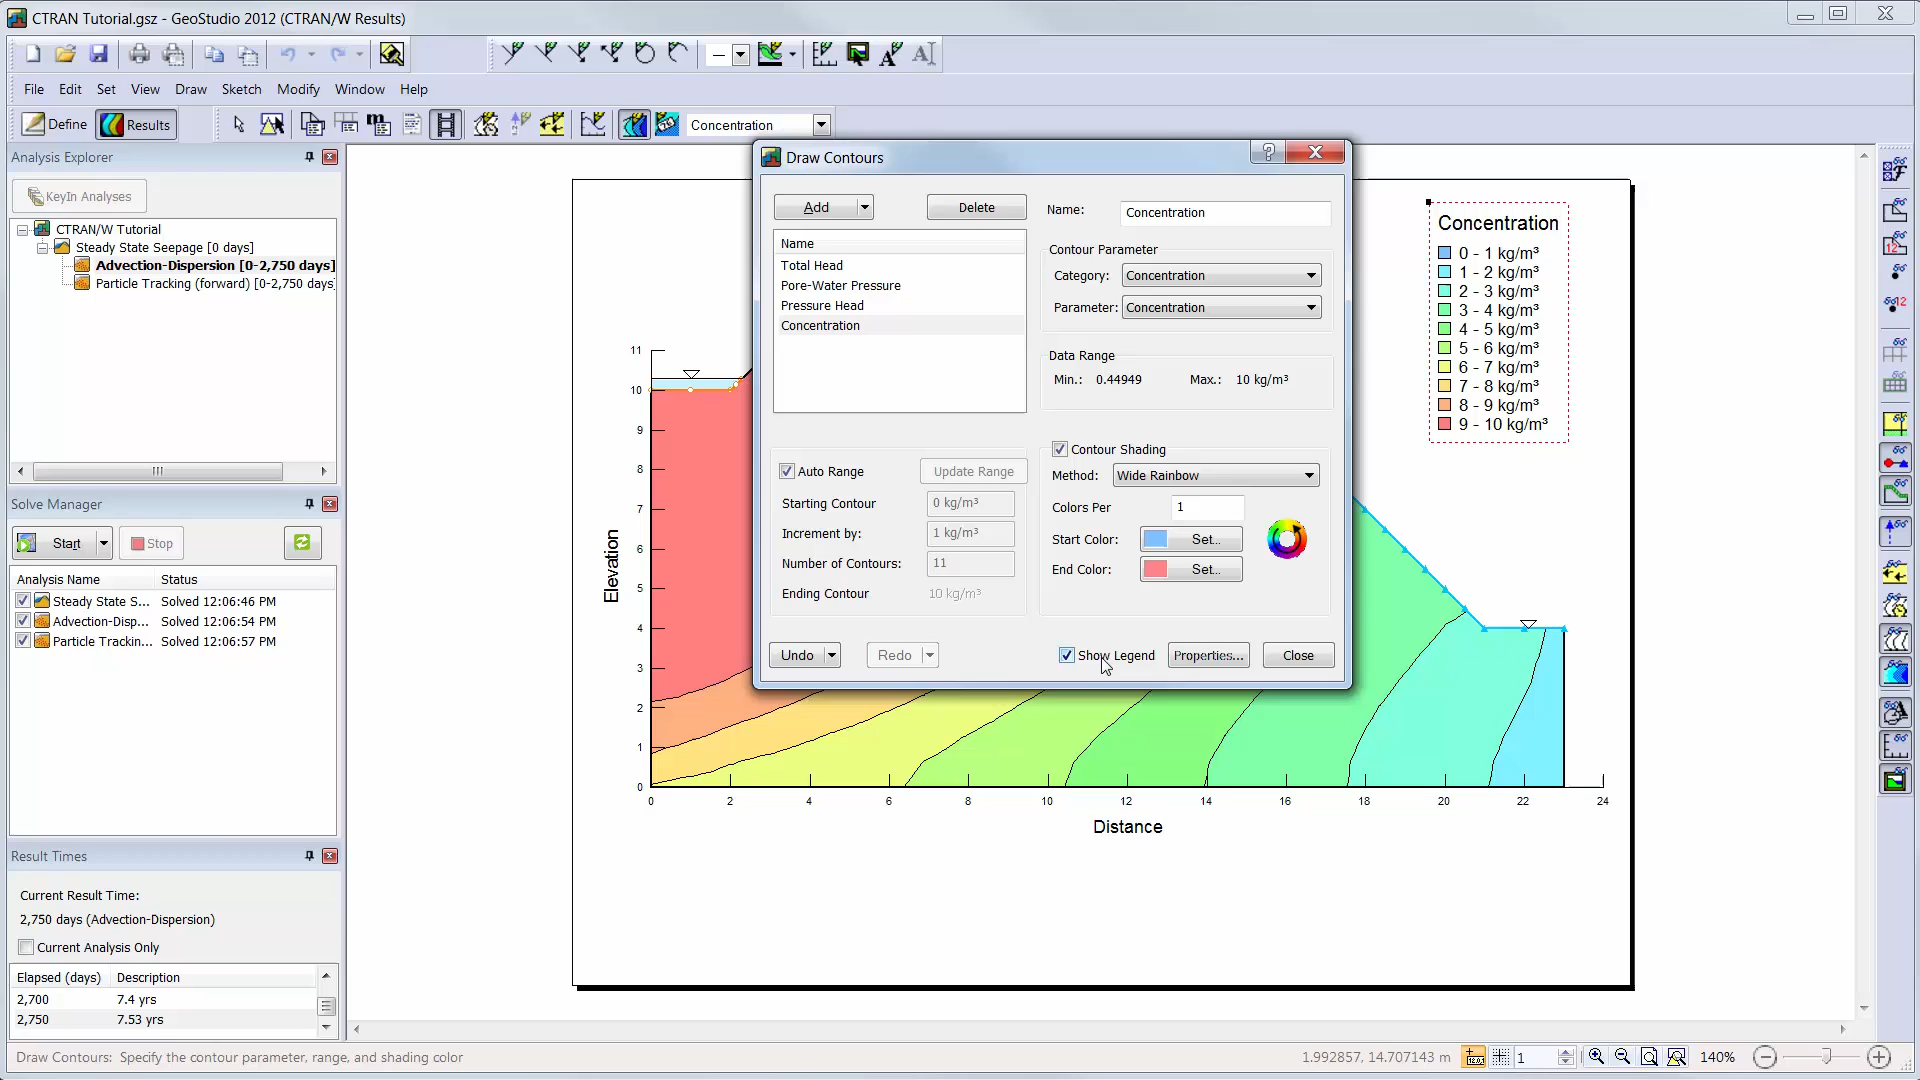 CTRAN Tutorial.gsz - GeoStudio 2012 (CTRAN/W Results)
File Edit Set View Draw Sketch Modify Window Help
Define Results Concentration
Analysis Explorer
KeyIn Analyses
CTRAN/W Tutorial
Steady State Seepage [0 days]
Advection-Dispersion [0-2,750 days]
Particle Tracking (forward) [0-2,750 days
Solve Manager
Start Stop
Analysis Name Status
Steady State S... Solved 12:06:46 PM
Advection-Disp... Solved 12:06:54 PM
Particle Trackin... Solved 12:06:57 PM
Result Times
Current Result Time:
2,750 days (Advection-Dispersion)
Current Analysis Only
Elapsed (days) Description
2,700 7.4 yrs
2,750 7.53 yrs
Draw Contours
Add Delete
Name
Total Head
Pore-Water Pressure
Pressure Head
Concentration
Name: Concentration
Contour Parameter
Category: Concentration
Parameter: Concentration
Data Range
Min.: 0.44949 Max.: 10 kg/m³
Auto Range Update Range
Starting Contour 0 kg/m³
Increment by: 1 kg/m³
Number of Contours: 11
Ending Contour 10 kg/m³
Contour Shading
Method: Wide Rainbow
Colors Per 1
Start Color: Set...
End Color: Set...
Undo Redo Show Legend Properties... Close
Concentration
0 - 1 kg/m³
1 - 2 kg/m³
2 - 3 kg/m³
3 - 4 kg/m³
4 - 5 kg/m³
5 - 6 kg/m³
6 - 7 kg/m³
7 - 8 kg/m³
8 - 9 kg/m³
9 - 10 kg/m³
Elevation
11
10
9
8
7
6
5
4
3
2
1
0
0 2 4 6 8 10 12 14 16 18 20 22 24
Distance
Draw Contours: Specify the contour parameter, range, and shading color
1.992857, 14.707143 m 1 140%